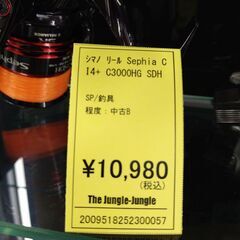 ｼﾏﾉ ﾘｰﾙ Sephia C
I4+ C3000HG SDH
SP/釣具
程度：中古B
¥10,980
(税込)
The Jungle-Jungle
2009518252300057
Sephia